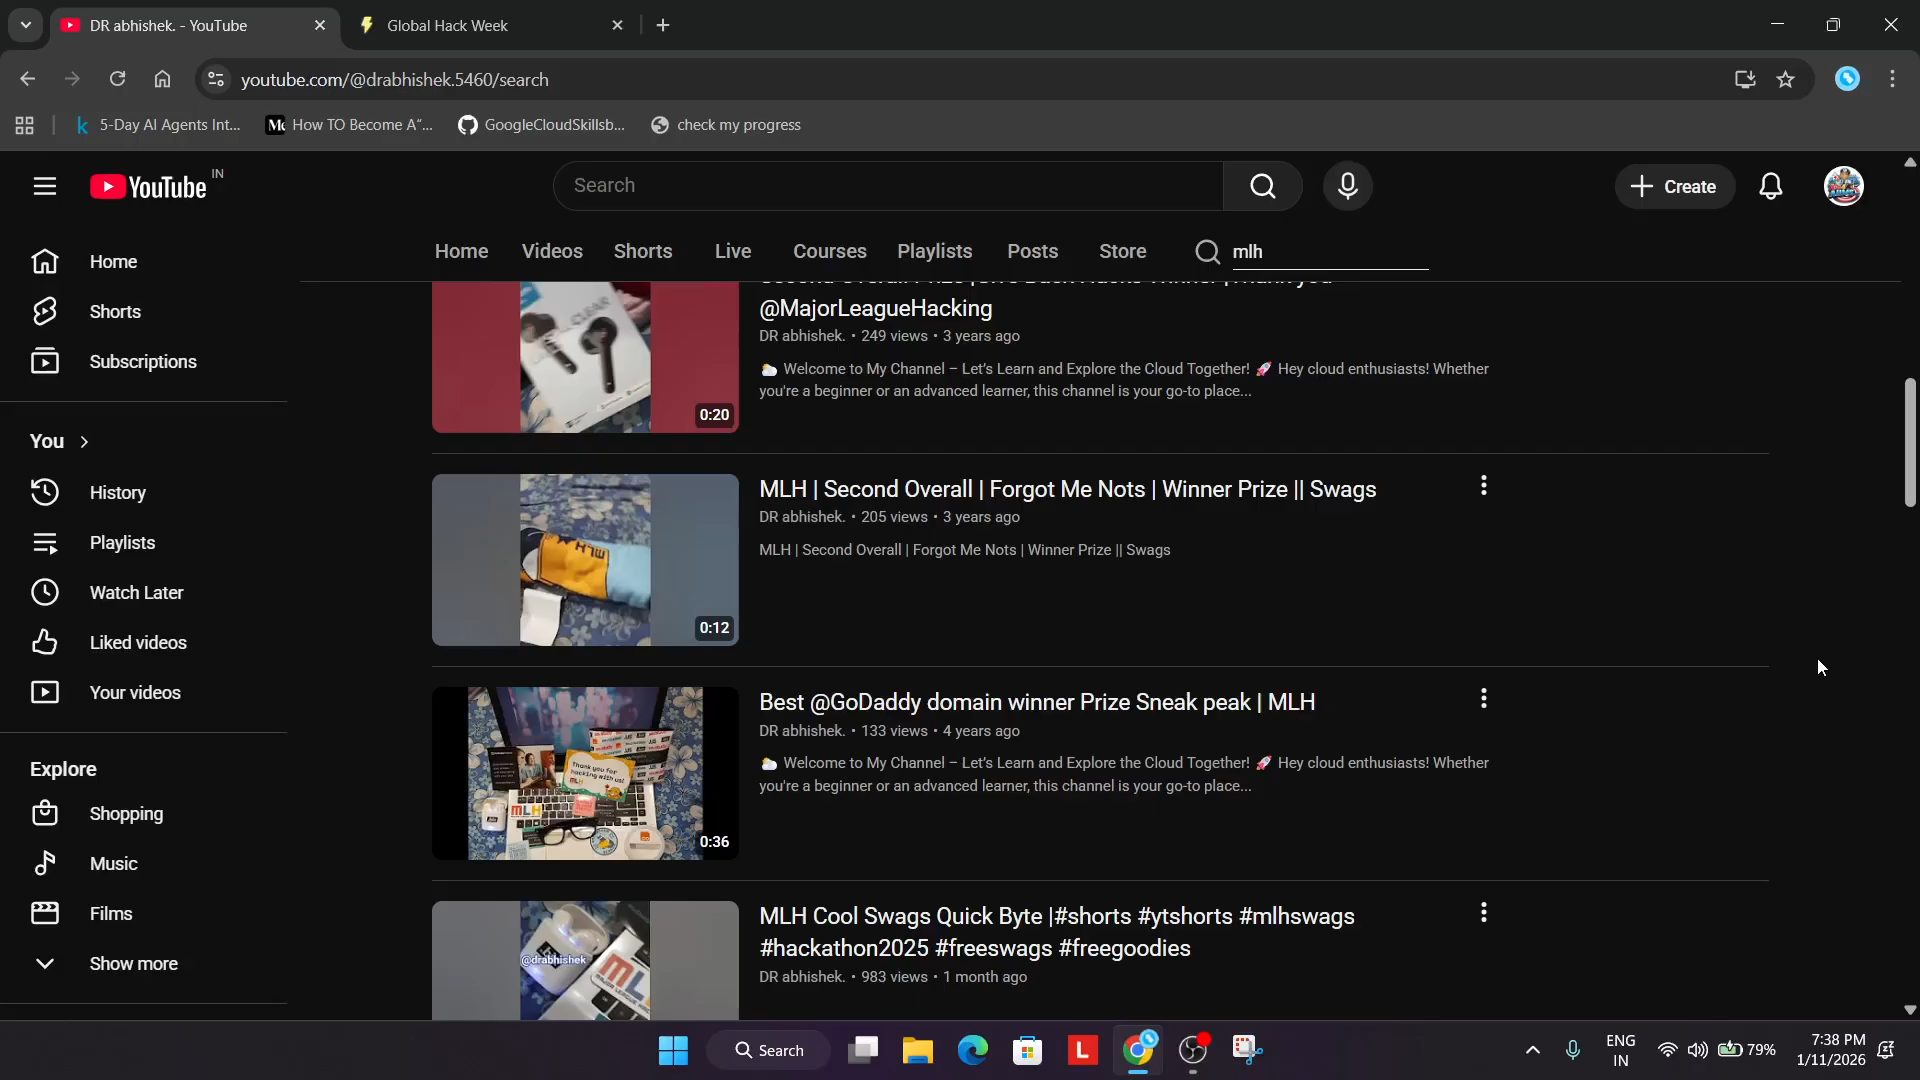 DR abhishek. - YouTube
Global Hack Week
youtube.com/@drabhishek.5460/search
5-Day AI Agents Int...
How TO Become A"...
GoogleCloudSkillsb...
check my progress
YouTube IN
Search
Create
Home
Videos
Shorts
Live
Courses
Playlists
Posts
Store
mlh
Home
Shorts
Subscriptions
You
History
Playlists
Watch Later
Liked videos
Your videos
Explore
Shopping
Music
Films
Show more
@MajorLeagueHacking
DR abhishek. • 249 views • 3 years ago
Welcome to My Channel – Let's Learn and Explore the Cloud Together! 🚀 Hey cloud enthusiasts! Whether
you're a beginner or an advanced learner, this channel is your go-to place...
0:20
MLH | Second Overall | Forgot Me Nots | Winner Prize || Swags
DR abhishek. • 205 views • 3 years ago
MLH | Second Overall | Forgot Me Nots | Winner Prize || Swags
0:12
Best @GoDaddy domain winner Prize Sneak peak | MLH
DR abhishek. • 133 views • 4 years ago
Welcome to My Channel – Let's Learn and Explore the Cloud Together! 🚀 Hey cloud enthusiasts! Whether
you're a beginner or an advanced learner, this channel is your go-to place...
Thank you for
hacking with us!
MLH
0:36
MLH Cool Swags Quick Byte |#shorts #ytshorts #mlhswags
#hackathon2025 #freeswags #freegoodies
DR abhishek. • 983 views • 1 month ago
@drabhishek
Search
ENG
IN
79%
7:38 PM
1/11/2026